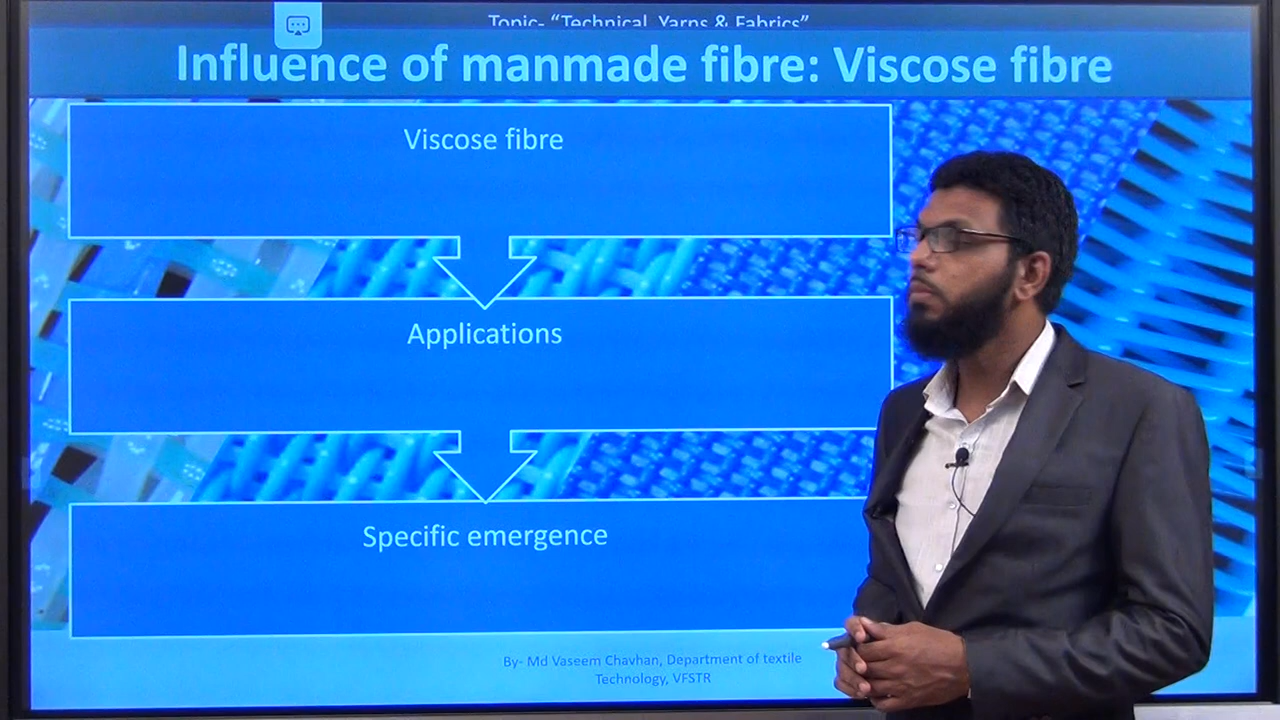 Topic- “Technical Yarns & Fabrics”
Influence of manmade fibre: Viscose fibre
Viscose fibre
Applications
Specific emergence
By- Md Vaseem Chavhan, Department of textile
Technology, VFSTR